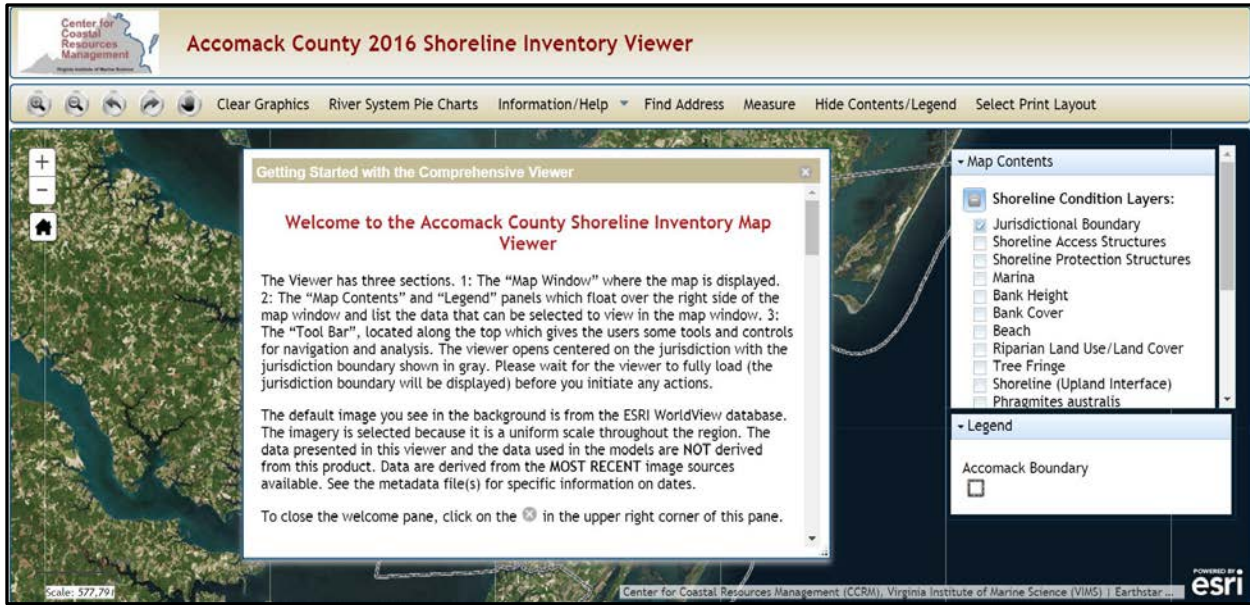 Center for
Coastal
Resources
Management
Virginia Institute of Marine Science
Accomack County 2016 Shoreline Inventory Viewer
Clear Graphics River System Pie Charts Information/Help Find Address Measure Hide Contents/Legend Select Print Layout
Getting Started with the Comprehensive Viewer
Welcome to the Accomack County Shoreline Inventory Map
Viewer
The Viewer has three sections. 1: The “Map Window” where the map is displayed.
2: The “Map Contents” and “Legend” panels which float over the right side of the
map window and list the data that can be selected to view in the map window. 3:
The “Tool Bar”, located along the top which gives the users some tools and controls
for navigation and analysis. The viewer opens centered on the jurisdiction with the
jurisdiction boundary shown in gray. Please wait for the viewer to fully load (the
jurisdiction boundary will be displayed) before you initiate any actions.
The default image you see in the background is from the ESRI WorldView database.
The imagery is selected because it is a uniform scale throughout the region. The
data presented in this viewer and the data used in the models are NOT derived
from this product. Data are derived from the MOST RECENT image sources
available. See the metadata file(s) for specific information on dates.
To close the welcome pane, click on the in the upper right corner of this pane.
Map Contents
Shoreline Condition Layers:
Jurisdictional Boundary
Shoreline Access Structures
Shoreline Protection Structures
Marina
Bank Height
Bank Cover
Beach
Riparian Land Use/Land Cover
Tree Fringe
Shoreline (Upland Interface)
Phragmites australis
Legend
Accomack Boundary
Scale: 577,791
Center for Coastal Resources Management (CCRM), Virginia Institute of Marine Science (VIMS) | Earthstar ...
POWERED BY
esri